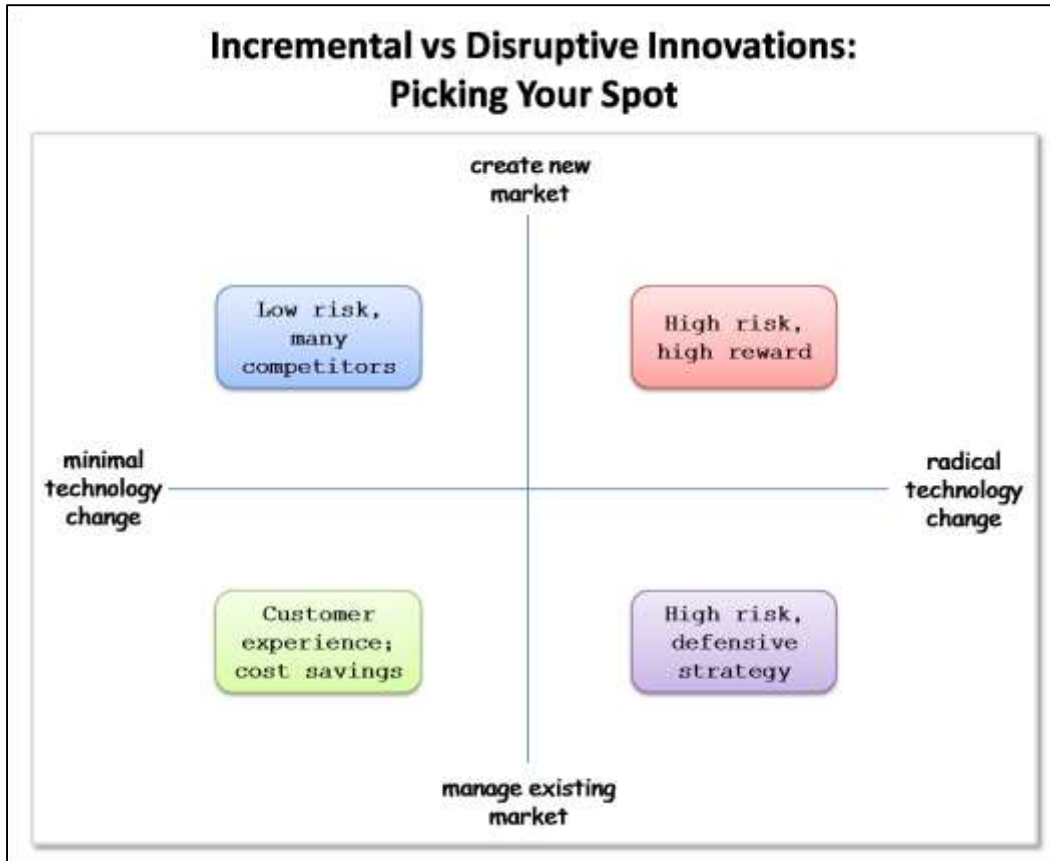 Incremental vs Disruptive Innovations:
Picking Your Spot
create new
market
Low risk,
many
competitors
High risk,
high reward
minimal
technology
change
radical
technology
change
Customer
experience;
cost savings
High risk,
defensive
strategy
manage existing
market